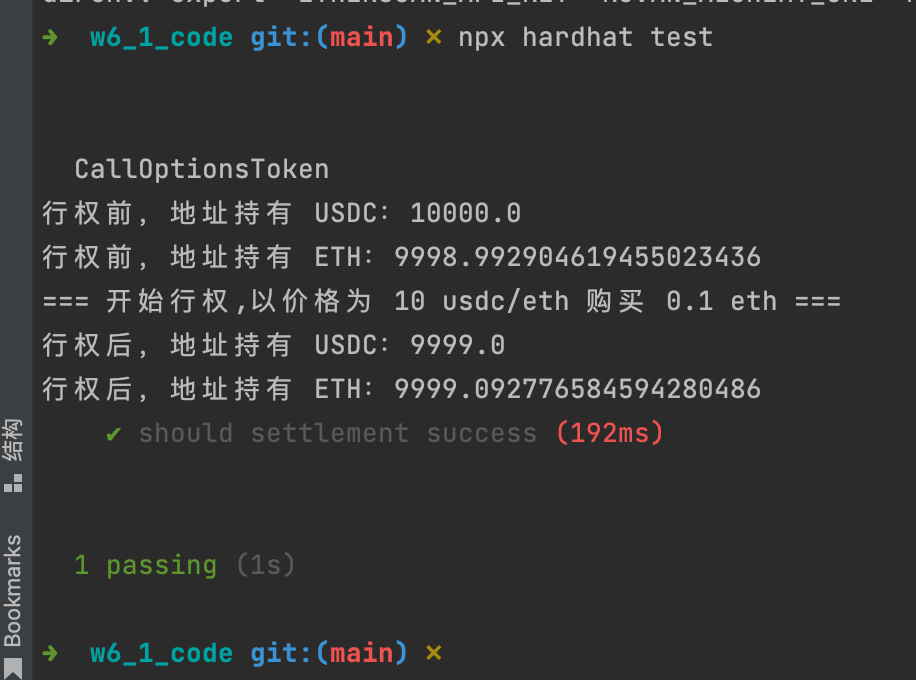 ➜ w6_1_code git:(main) ✗ npx hardhat test
CallOptionsToken
行权前, 地址持有 USDC: 10000.0
行权前, 地址持有 ETH: 9998.992904619455023436
=== 开始行权,以价格为 10 usdc/eth 购买 0.1 eth ===
行权后, 地址持有 USDC: 9999.0
行权后, 地址持有 ETH: 9999.092776584594280486
✔ should settlement success (192ms)
1 passing (1s)
➜ w6_1_code git:(main) ✗
结构
Bookmarks